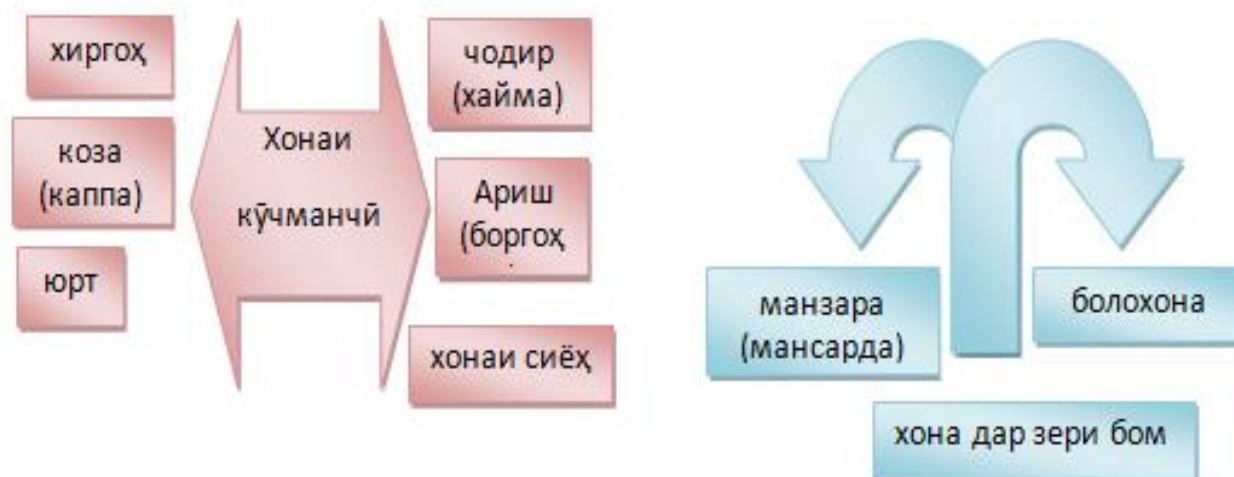 хиргоҳ
коза
(каппа)
юрт
Хонаи
кӯчманчӣ
чодир
(хайма)
Ариш
(боргоҳ
хонаи сиёҳ
манзара
(мансарда)
болохона
хона дар зери бом